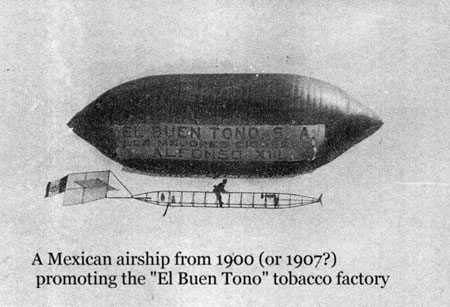 EL BUEN TONO, S. A.
ALFONSO XIII.
A Mexican airship from 1900 (or 1907?)
promoting the "El Buen Tono" tobacco factory